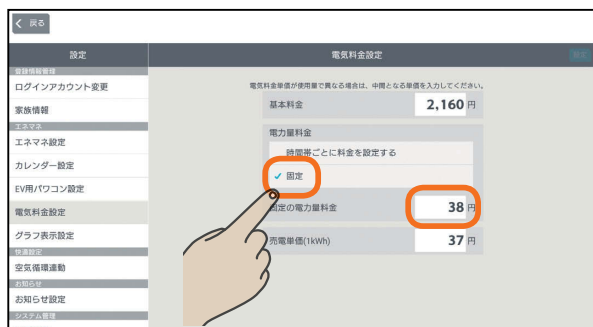 戻る
設定
電気料金設定
設定
登録情報管理
ログインアカウント変更
家族情報
エネマネ
エネマネ設定
カレンダー設定
EV用パワコン設定
電気料金設定
グラフ表示設定
快適設定
空気循環連動
お知らせ
お知らせ設定
システム管理
電気料金単価が使用量で異なる場合は、中間となる単価を入力してください。
基本料金 2,160 円
電力量料金
時間帯ごとに料金を設定する
固定
固定の電力量料金 38 円
売電単価(1kWh) 37 円